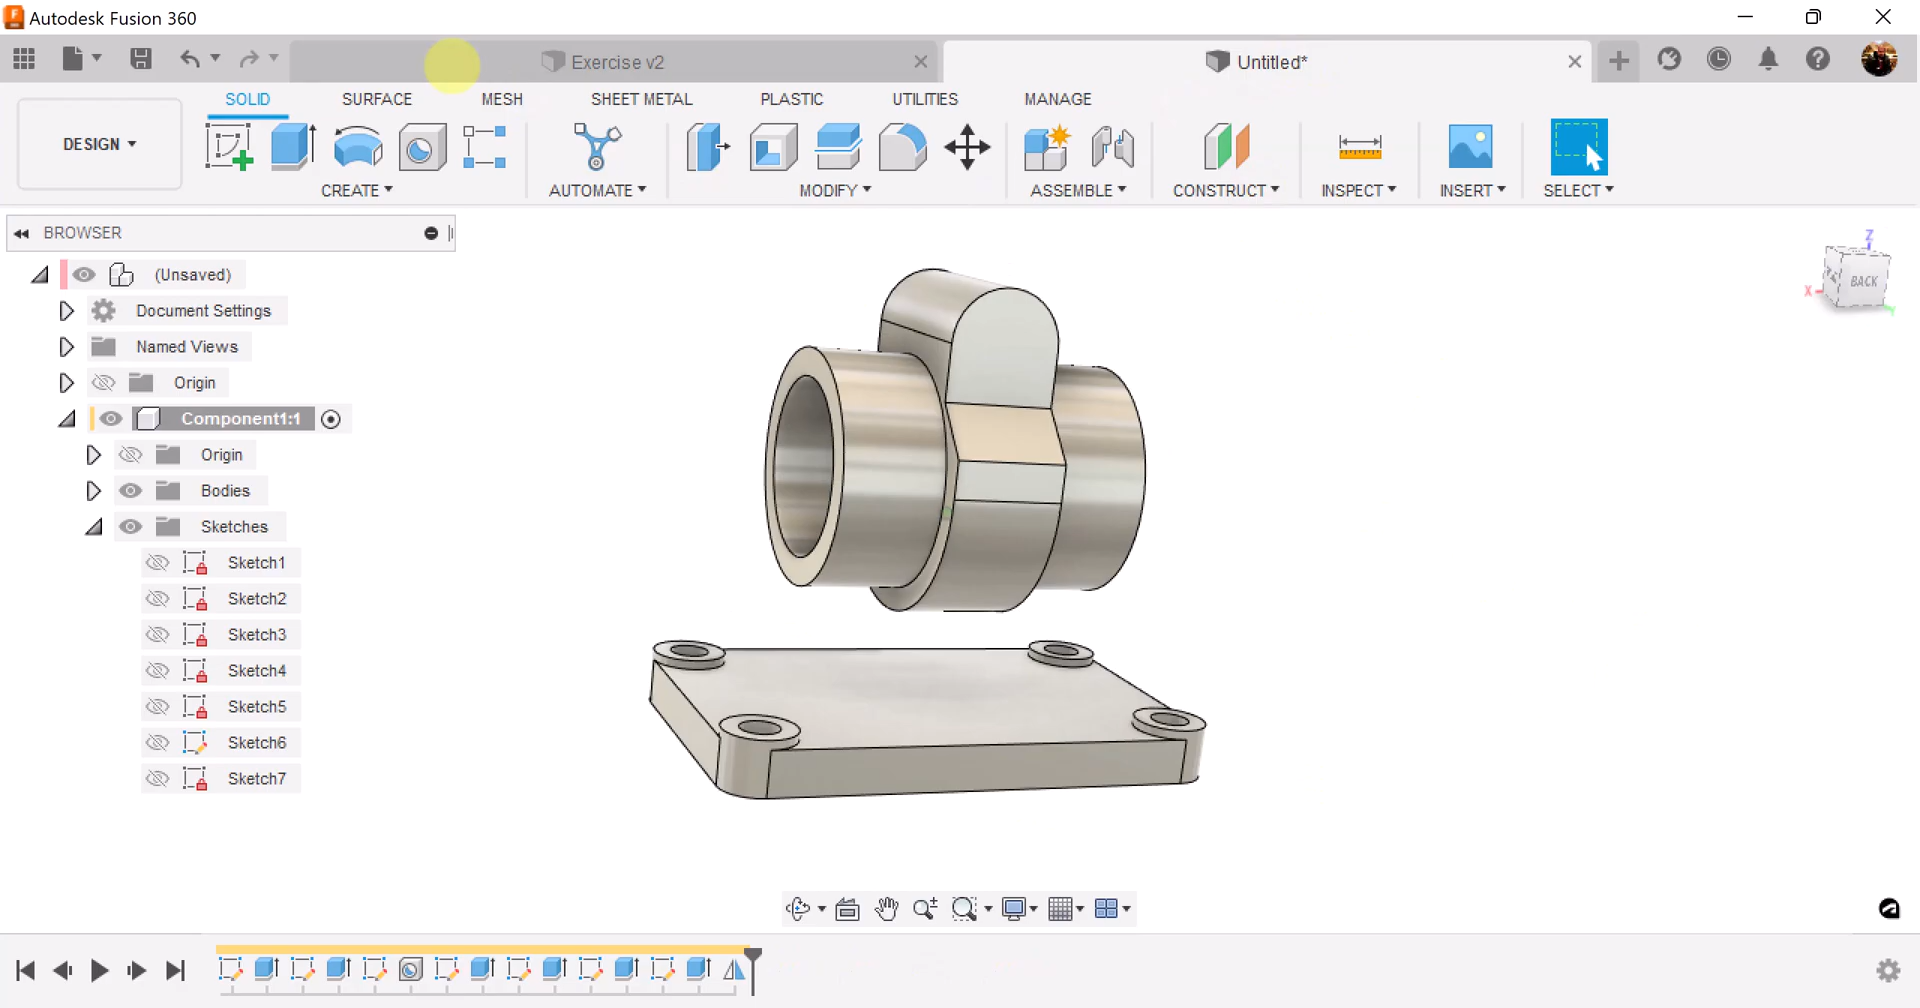 Autodesk Fusion 360
Exercise v2
Untitled*
SOLID SURFACE MESH SHEET METAL PLASTIC UTILITIES MANAGE
DESIGN
CREATE AUTOMATE MODIFY ASSEMBLE CONSTRUCT INSPECT INSERT SELECT
BROWSER
(Unsaved)
Document Settings
Named Views
Origin
Component1:1
Origin
Bodies
Sketches
Sketch1
Sketch2
Sketch3
Sketch4
Sketch5
Sketch6
Sketch7
Z
BACK
X